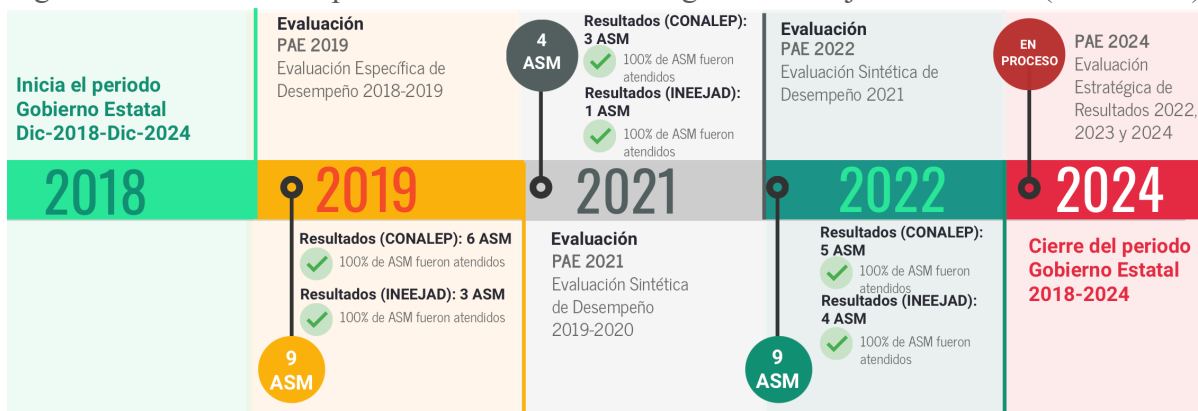 Inicia el periodo
Gobierno Estatal
Dic-2018-Dic-2024
2018
Evaluación
PAE 2019
Evaluación Específica de
Desempeño 2018-2019
2019
Resultados (CONALEP): 6 ASM
100% de ASM fueron atendidos
Resultados (INEEJAD): 3 ASM
100% de ASM fueron atendidos
9
ASM
4
ASM
Resultados (CONALEP):
3 ASM
100% de ASM fueron
atendidos
Resultados (INEEJAD):
1 ASM
100% de ASM fueron
atendidos
2021
Evaluación
PAE 2021
Evaluación Sintética
de Desempeño
2019-2020
Evaluación
PAE 2022
Evaluación Sintética de
Desempeño 2021
2022
Resultados (CONALEP):
5 ASM
100% de ASM fueron
atendidos
Resultados (INEEJAD):
4 ASM
100% de ASM fueron
atendidos
9
ASM
EN
PROCESO
PAE 2024
Evaluación
Estratégica de
Resultados 2022,
2023 y 2024
2024
Cierre del periodo
Gobierno Estatal
2018-2024